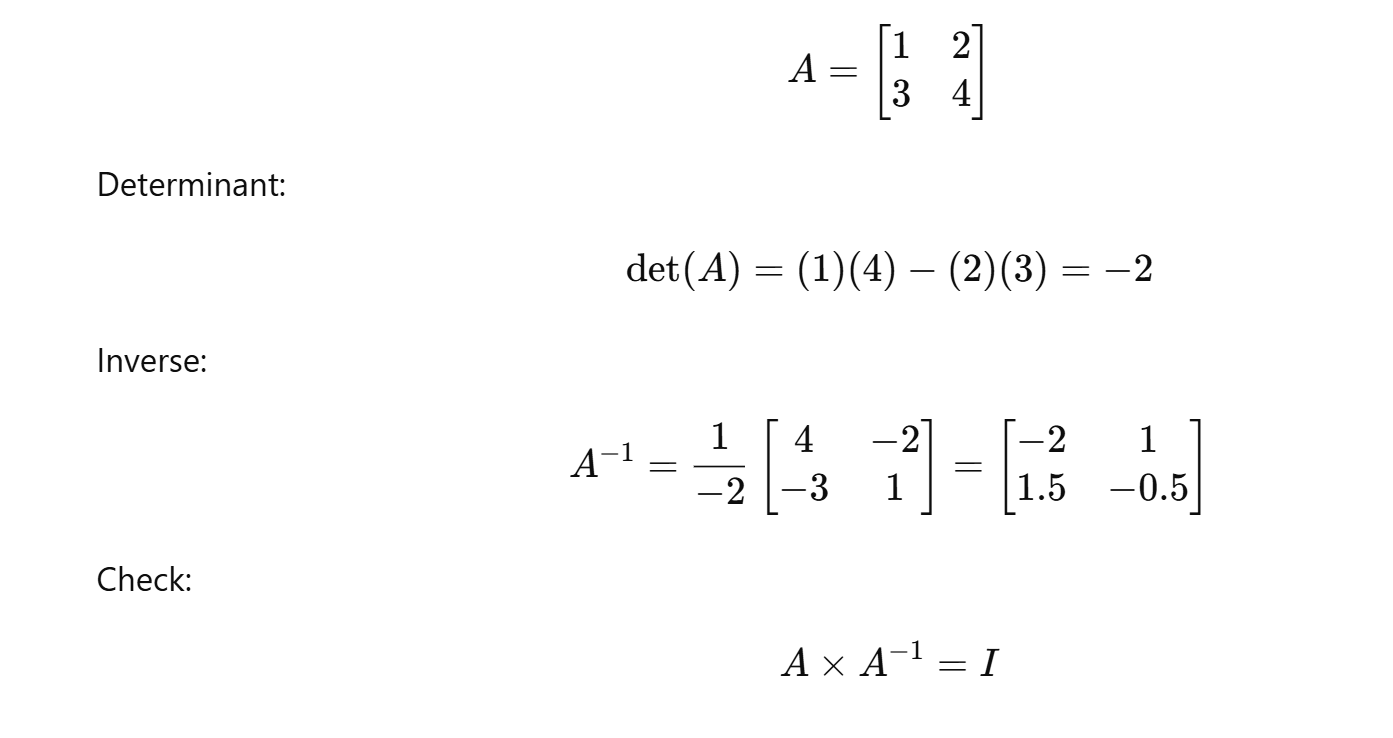 A = [1 2
3 4]
Determinant:
det(A) = (1)(4) − (2)(3) = −2
Inverse:
A⁻¹ = 1/−2 [4 −2
−3 1] = [−2 1
1.5 −0.5]
Check:
A × A⁻¹ = I